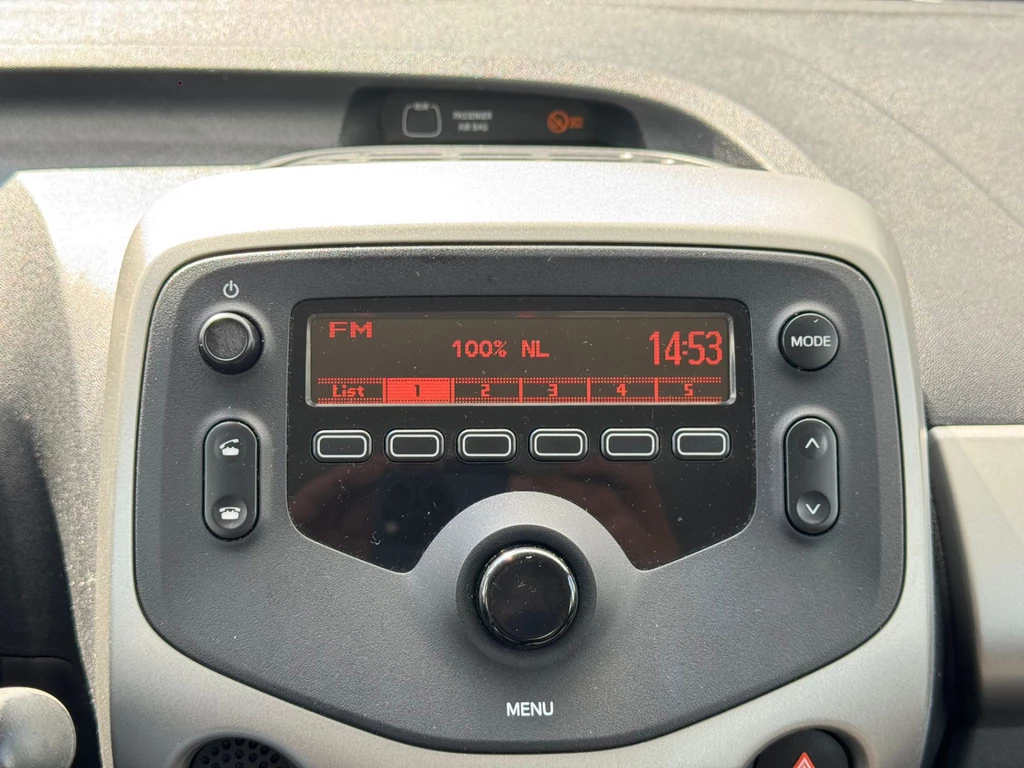 PASSENGER
AIR BAG
FM
100% NL
14:53
List 1 2 3 4 5
MODE
MENU